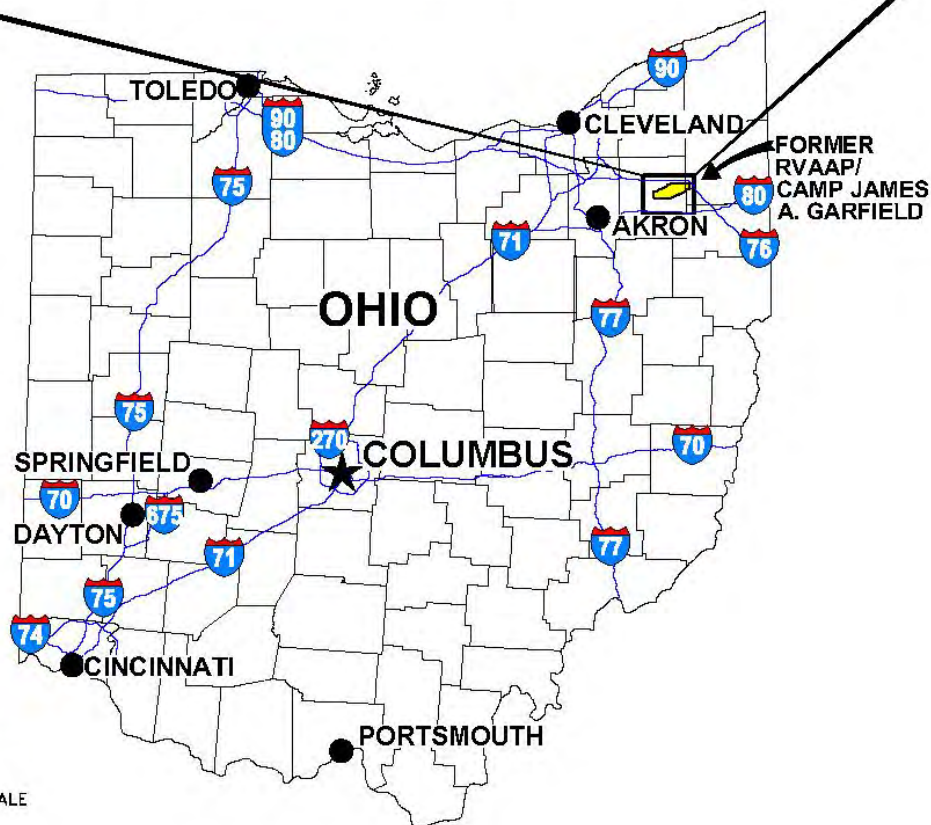 90
TOLEDO
90
80
CLEVELAND
FORMER
RVAAP/
CAMP JAMES
A. GARFIELD
75
80
AKRON
71
76
OHIO
77
75
270
COLUMBUS
70
SPRINGFIELD
70
675
DAYTON
71
77
75
74
CINCINNATI
PORTSMOUTH
ALE